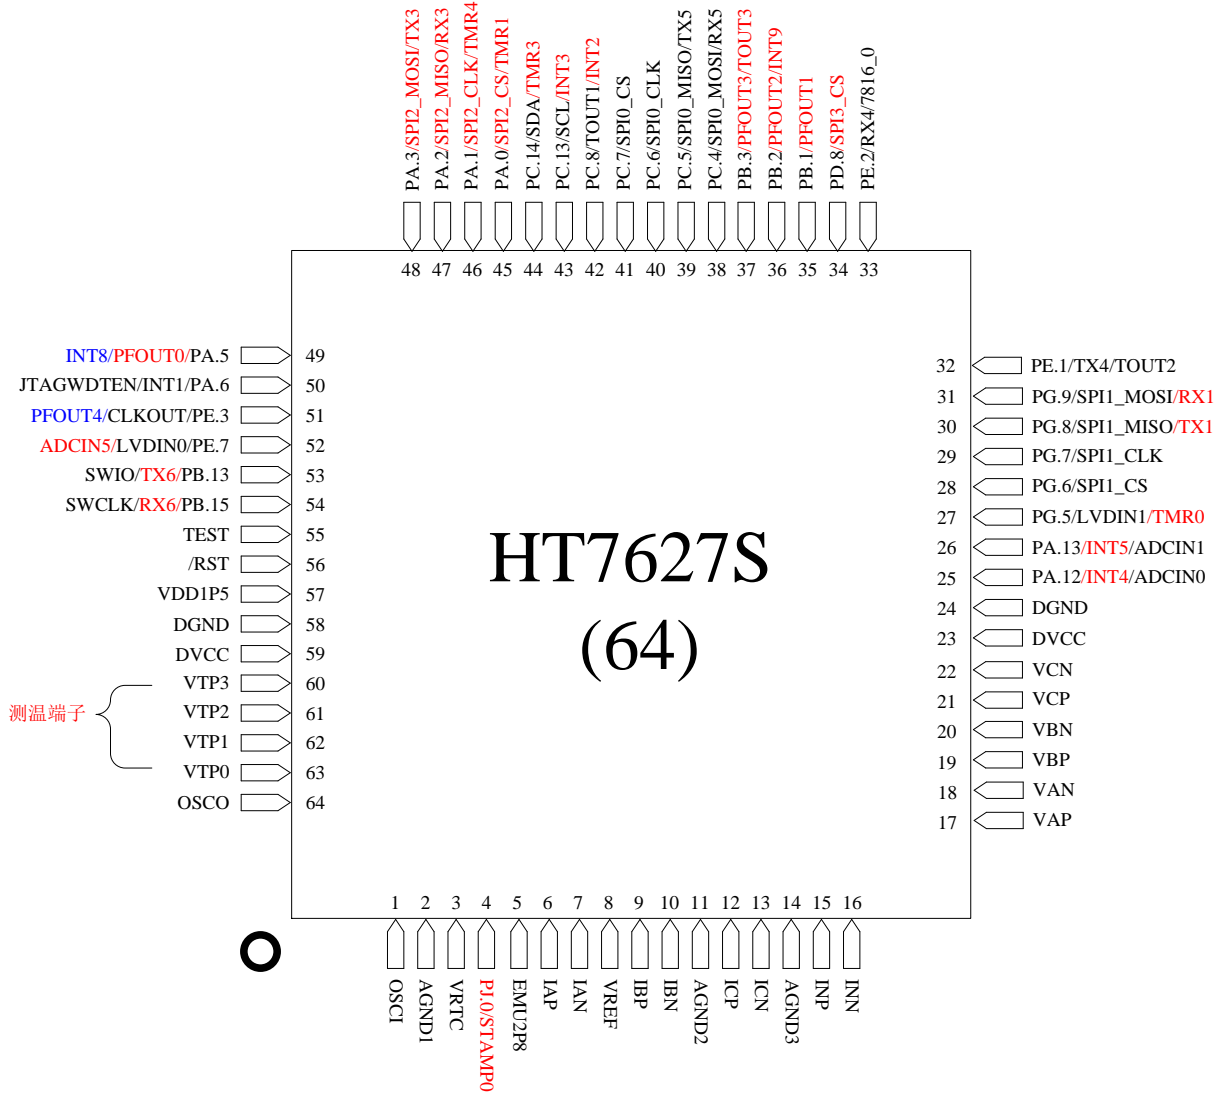 PA.3/SPI2_MOSI/TX3
PA.2/SPI2_MISO/RX3
PA.1/SPI2_CLK/TMR4
PA.0/SPI2_CS/TMR1
PC.14/SDA/TMR3
PC.13/SCL/INT3
PC.8/TOUT1/INT2
PC.7/SPI0_CS
PC.6/SPI0_CLK
PC.5/SPI0_MISO/TX5
PC.4/SPI0_MOSI/RX5
PB.3/PFOUT3/TOUT3
PB.2/PFOUT2/INT9
PB.1/PFOUT1
PD.8/SPI3_CS
PE.2/RX4/7816_0
48 47 46 45 44 43 42 41 40 39 38 37 36 35 34 33
INT8/PFOUT0/PA.5 49
JTAGWDTEN/INT1/PA.6 50
PFOUT4/CLKOUT/PE.3 51
ADCIN5/LVDIN0/PE.7 52
SWIO/TX6/PB.13 53
SWCLK/RX6/PB.15 54
TEST 55
/RST 56
VDD1P5 57
DGND 58
DVCC 59
VTP3 60
VTP2 61
VTP1 62
VTP0 63
OSCO 64
测温端子
HT7627S
(64)
32 PE.1/TX4/TOUT2
31 PG.9/SPI1_MOSI/RX1
30 PG.8/SPI1_MISO/TX1
29 PG.7/SPI1_CLK
28 PG.6/SPI1_CS
27 PG.5/LVDIN1/TMR0
26 PA.13/INT5/ADCIN1
25 PA.12/INT4/ADCIN0
24 DGND
23 DVCC
22 VCN
21 VCP
20 VBN
19 VBP
18 VAN
17 VAP
1 2 3 4 5 6 7 8 9 10 11 12 13 14 15 16
OSCI
AGND1
VRTC
PJ.0/STAMP0
EMU2P8
IAP
IAN
VREF
IBP
IBN
AGND2
ICP
ICN
AGND3
INP
INN